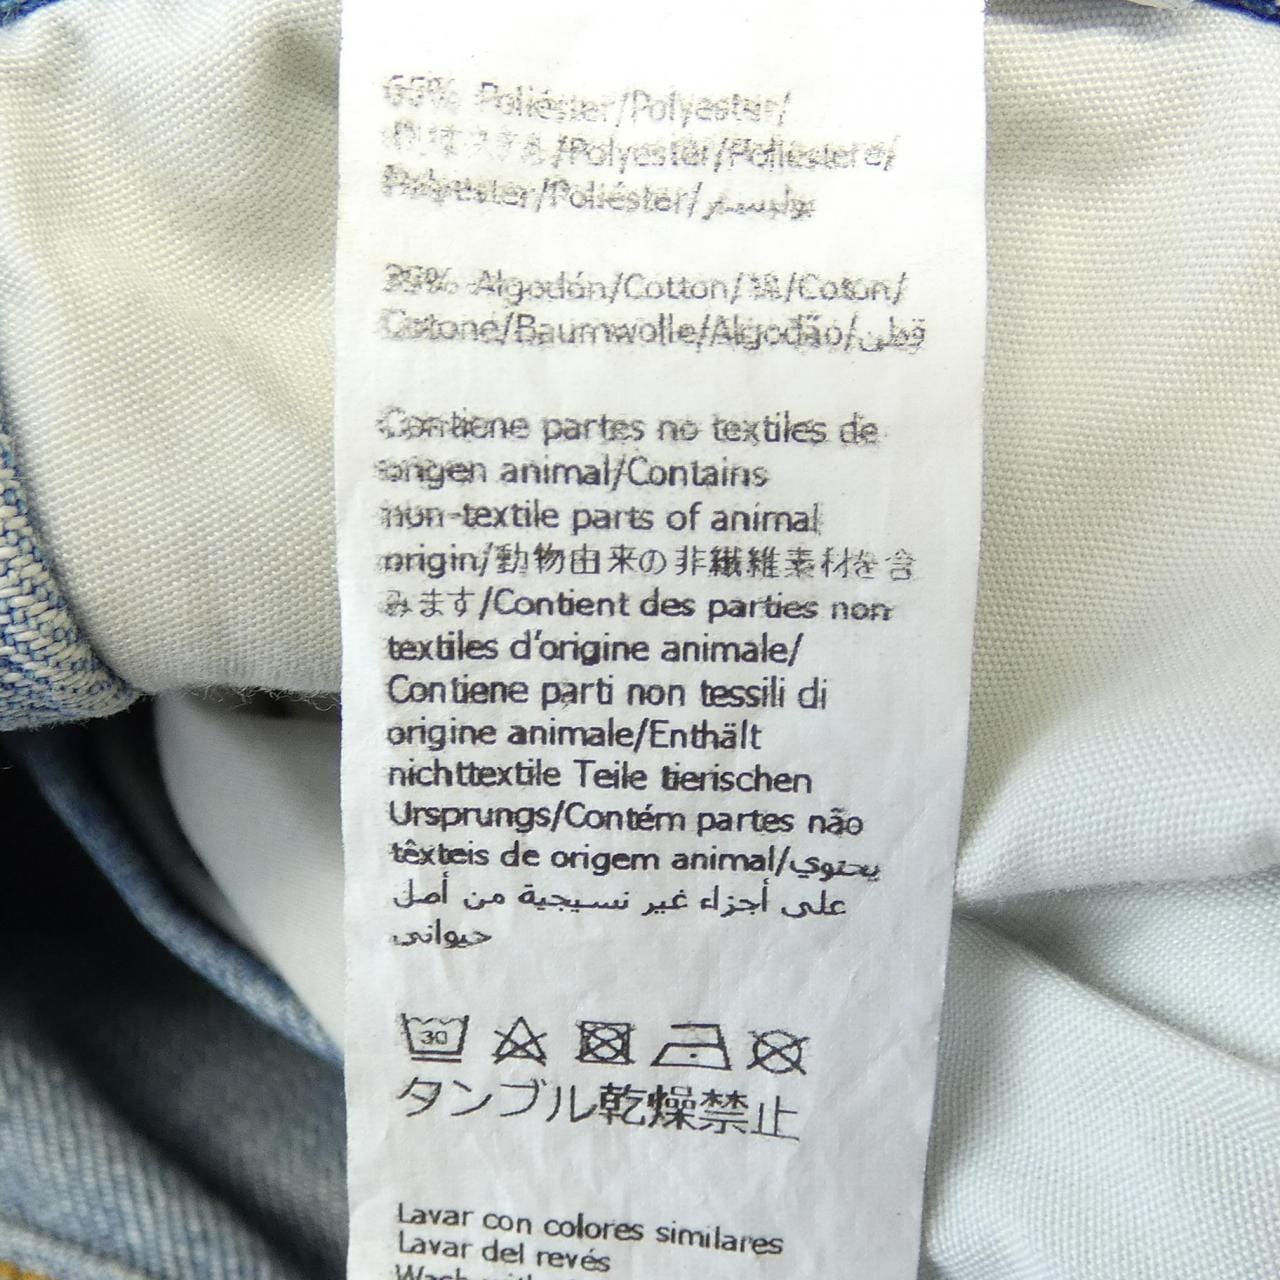 65% Poliéster/Polyester/
/Polyester/Poliestere/
Polyester/Poliéster/بوليستر
35% Algodón/Cotton/綿/Coton/
Cotone/Baumwolle/Algodão/قطن
Contiene partes no textiles de
origen animal/Contains
non-textile parts of animal
origin/動物由来の非繊維素材を含
みます/Contient des parties non
textiles d'origine animale/
Contiene parti non tessili di
origine animale/Enthält
nichttextile Teile tierischen
Ursprungs/Contém partes não
têxteis de origem animal/يحتوي
على أجزاء غير نسيجية من أصل
حيواني
30
タンブル乾燥禁止
Lavar con colores similares
Lavar del revés
Wash